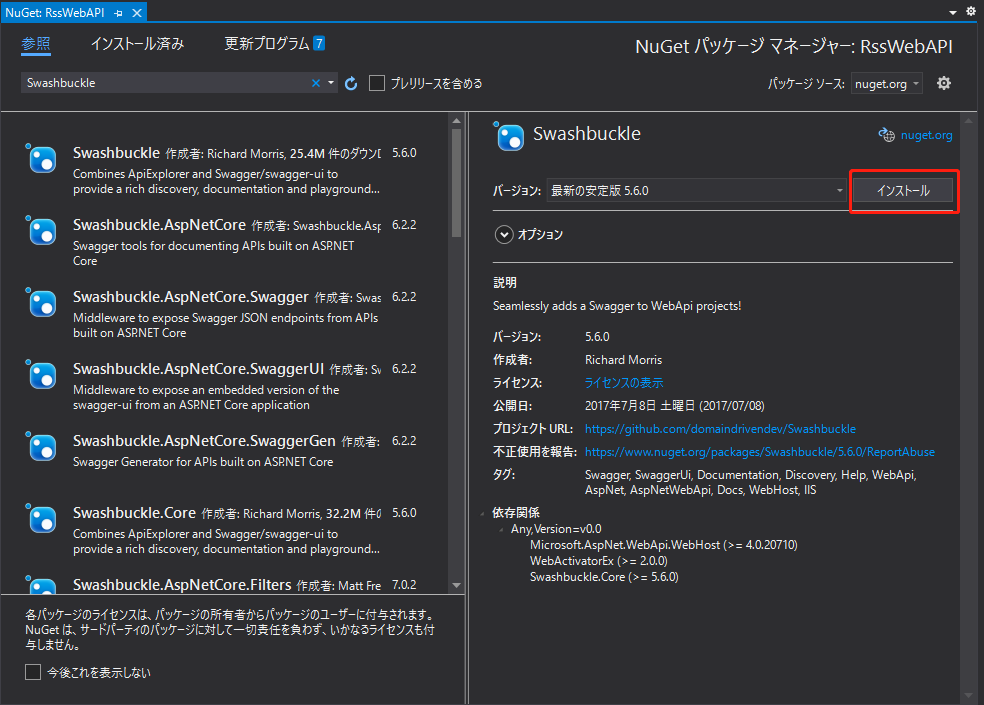 NuGet: RssWebAPI
参照 インストール済み 更新プログラム 7
NuGet パッケージ マネージャー: RssWebAPI
Swashbuckle
プレリリースを含める
パッケージ ソース: nuget.org
Swashbuckle 作成者: Richard Morris, 25.4M 件のダウン 5.6.0
Combines ApiExplorer and Swagger/swagger-ui to
provide a rich discovery, documentation and playground...
Swashbuckle.AspNetCore 作成者: Swashbuckle.Asp 6.2.2
Swagger tools for documenting APIs built on ASP.NET
Core
Swashbuckle.AspNetCore.Swagger 作成者: Swas 6.2.2
Middleware to expose Swagger JSON endpoints from APIs
built on ASP.NET Core
Swashbuckle.AspNetCore.SwaggerUI 作成者: Sw 6.2.2
Middleware to expose an embedded version of the
swagger-ui from an ASP.NET Core application
Swashbuckle.AspNetCore.SwaggerGen 作成者: 6.2.2
Swagger Generator for APIs built on ASP.NET Core
Swashbuckle.Core 作成者: Richard Morris, 32.2M 件の 5.6.0
Combines ApiExplorer and Swagger/swagger-ui to
provide a rich discovery, documentation and playground...
Swashbuckle.AspNetCore.Filters 作成者: Matt Fre 7.0.2
各パッケージのライセンスは、パッケージの所有者からパッケージのユーザーに付与されます。
NuGet は、サードパーティのパッケージに対して一切責任を負わず、いかなるライセンスも付
与しません。
今後これを表示しない
Swashbuckle
nuget.org
バージョン: 最新の安定版 5.6.0 インストール
オプション
説明
Seamlessly adds a Swagger to WebApi projects!
バージョン: 5.6.0
作成者: Richard Morris
ライセンス: ライセンスの表示
公開日: 2017年7月8日 土曜日 (2017/07/08)
プロジェクト URL: https://github.com/domaindrivendev/Swashbuckle
不正使用を報告: https://www.nuget.org/packages/Swashbuckle/5.6.0/ReportAbuse
タグ: Swagger, SwaggerUi, Documentation, Discovery, Help, WebApi,
AspNet, AspNetWebApi, Docs, WebHost, IIS
依存関係
Any,Version=v0.0
Microsoft.AspNet.WebApi.WebHost (>= 4.0.20710)
WebActivatorEx (>= 2.0.0)
Swashbuckle.Core (>= 5.6.0)